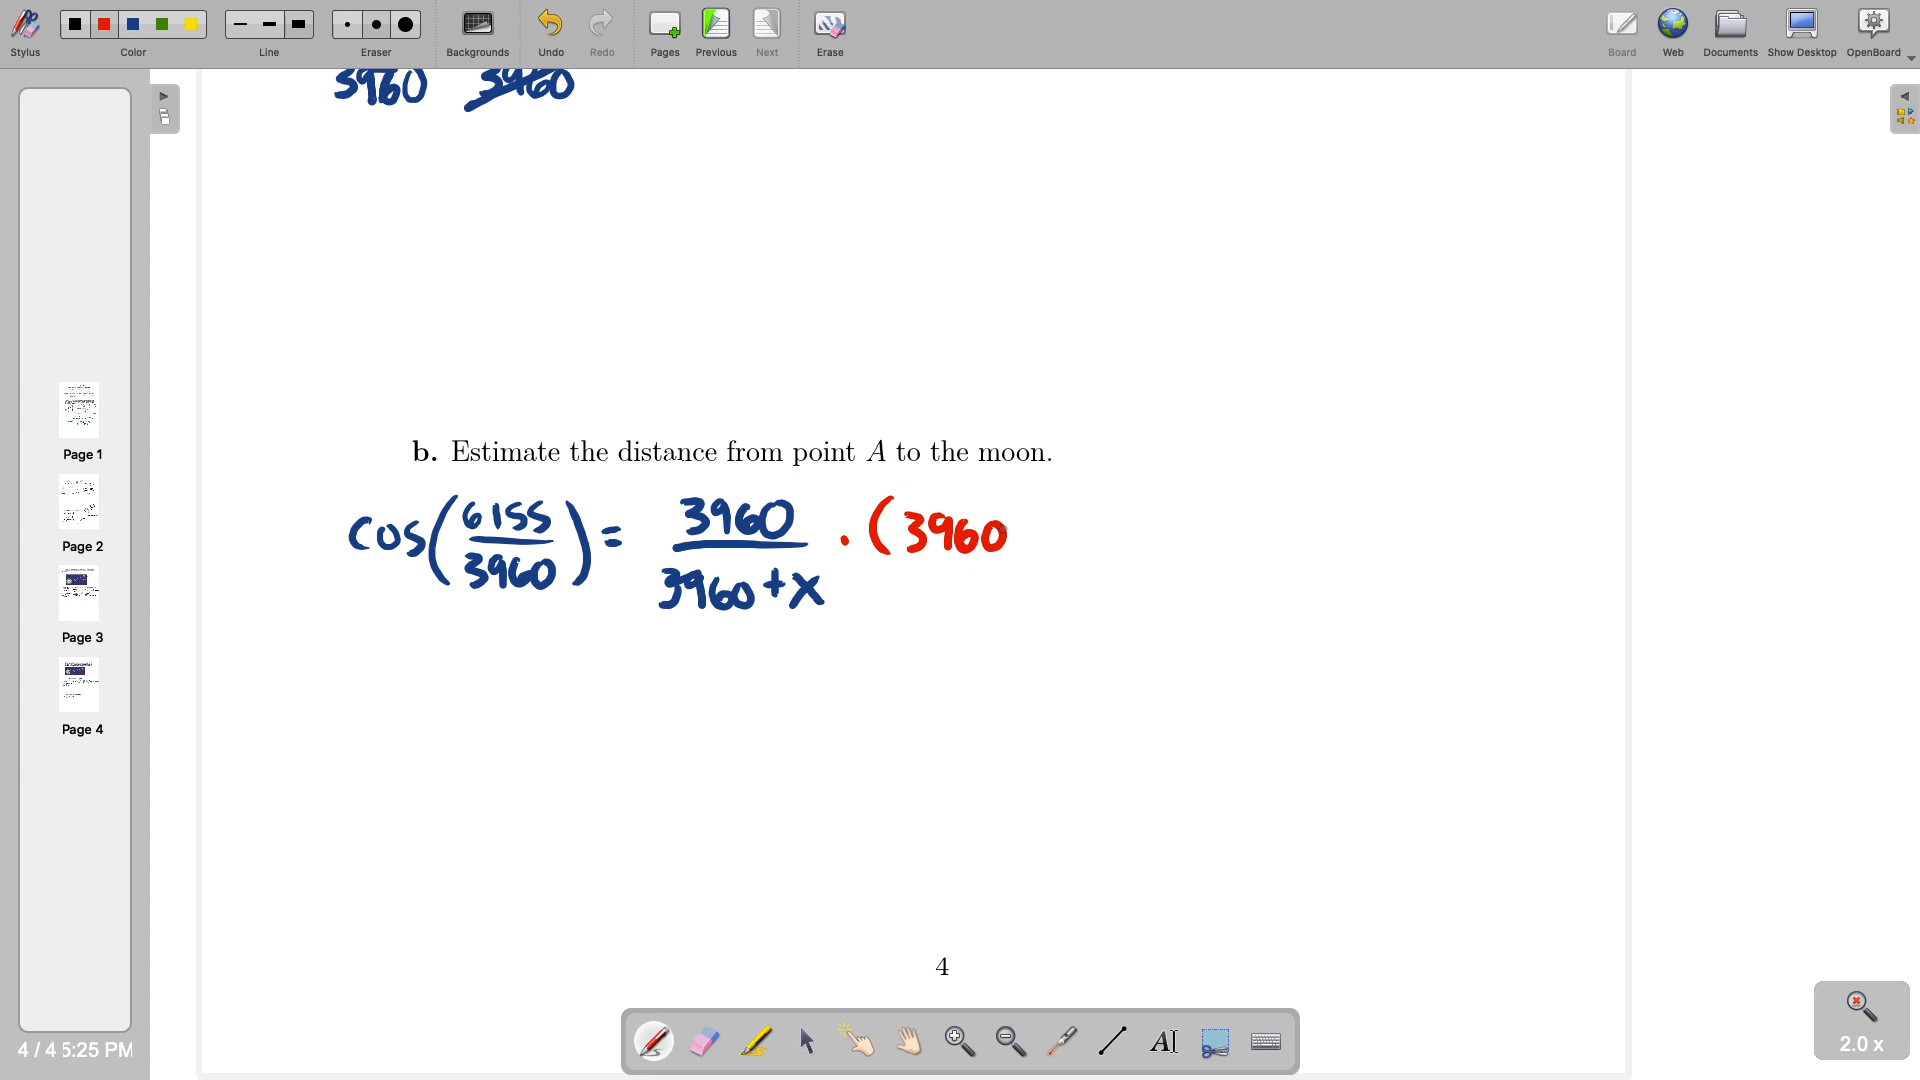 Stylus Color Line Eraser Backgrounds Undo Redo Pages Previous Next Erase Board Web Documents Show Desktop OpenBoard
3960 3960
Page 1
Page 2
Page 3
Page 4
b. Estimate the distance from point A to the moon.
cos(6155/3960) = 3960/(3960+x) · (3960
4
4 / 4 5:25 PM
AI
2.0 x